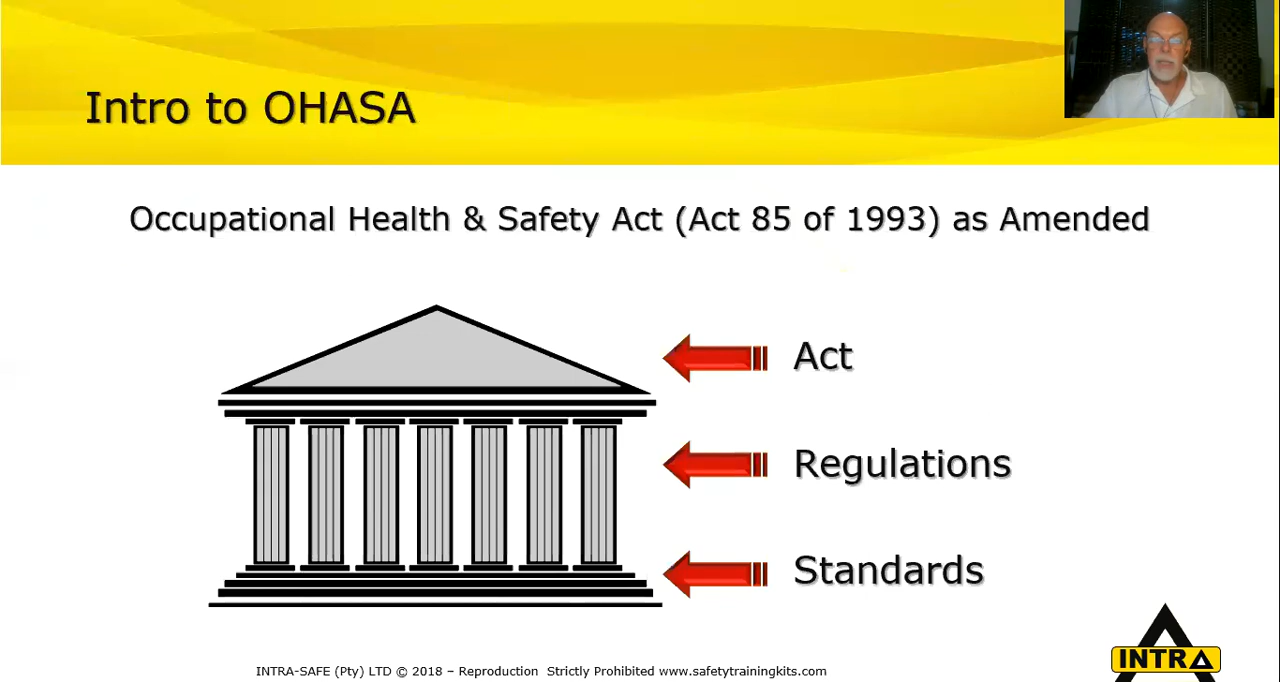 Intro to OHASA
Occupational Health & Safety Act (Act 85 of 1993) as Amended
Act
Regulations
Standards
INTRA-SAFE (Pty) LTD © 2018 – Reproduction  Strictly Prohibited www.safetytrainingkits.com
INTRA